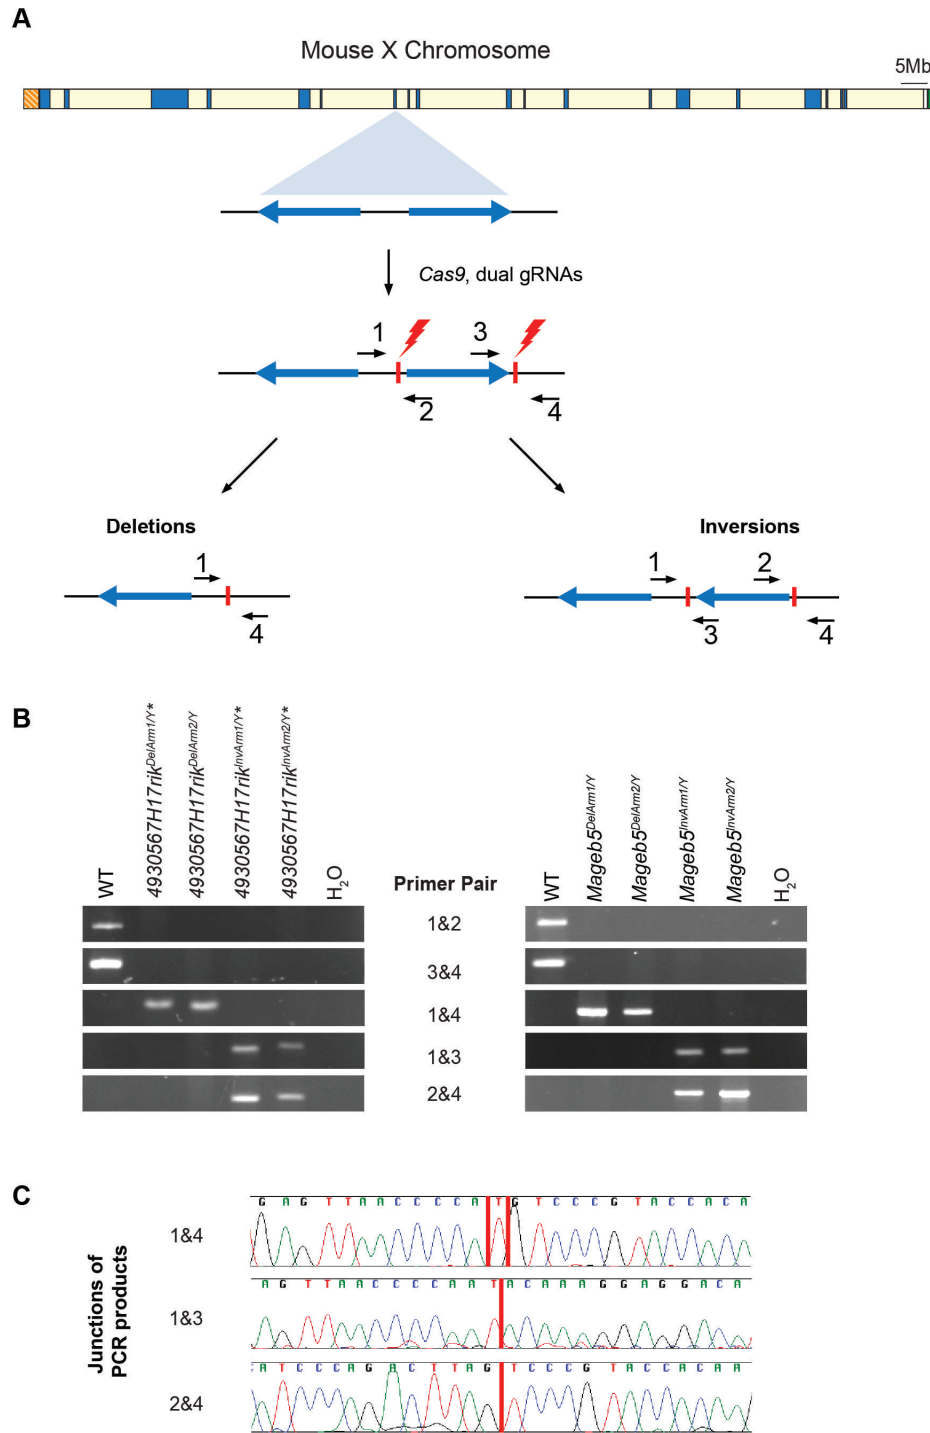 A
Mouse X Chromosome
5Mb
Cas9, dual gRNAs
1
3
2
4
Deletions
Inversions
1
4
1
2
3
4
B
WT
4930567H17rik^DelArm1/Y*
4930567H17rik^DelArm2/Y
4930567H17rik^InvArm1/Y*
4930567H17rik^InvArm2/Y*
H₂O
Primer Pair
WT
Mageb5^DelArm1/Y
Mageb5^DelArm2/Y
Mageb5^InvArm1/Y
Mageb5^InvArm2/Y
H₂O
1&2
3&4
1&4
1&3
2&4
C
Junctions of
PCR products
1&4
G A G T T A A C C C C A T G T C C C G T A C C A C A
1&3
A G T T A A C C C C A A T A C A A A G G A G G A C A
2&4
A T C C C A G A C T T A G T C C C G T A C C A C A A